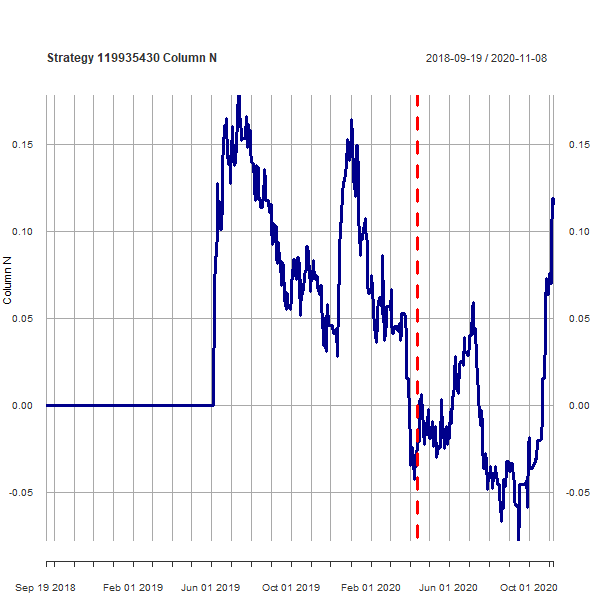 Strategy 119935430 Column N
2018-09-19 / 2020-11-08
0.15
0.15
0.10
0.10
Column N
0.05
0.05
0.00
0.00
-0.05
-0.05
Sep 19 2018
Feb 01 2019
Jun 01 2019
Oct 01 2019
Feb 01 2020
Jun 01 2020
Oct 01 2020